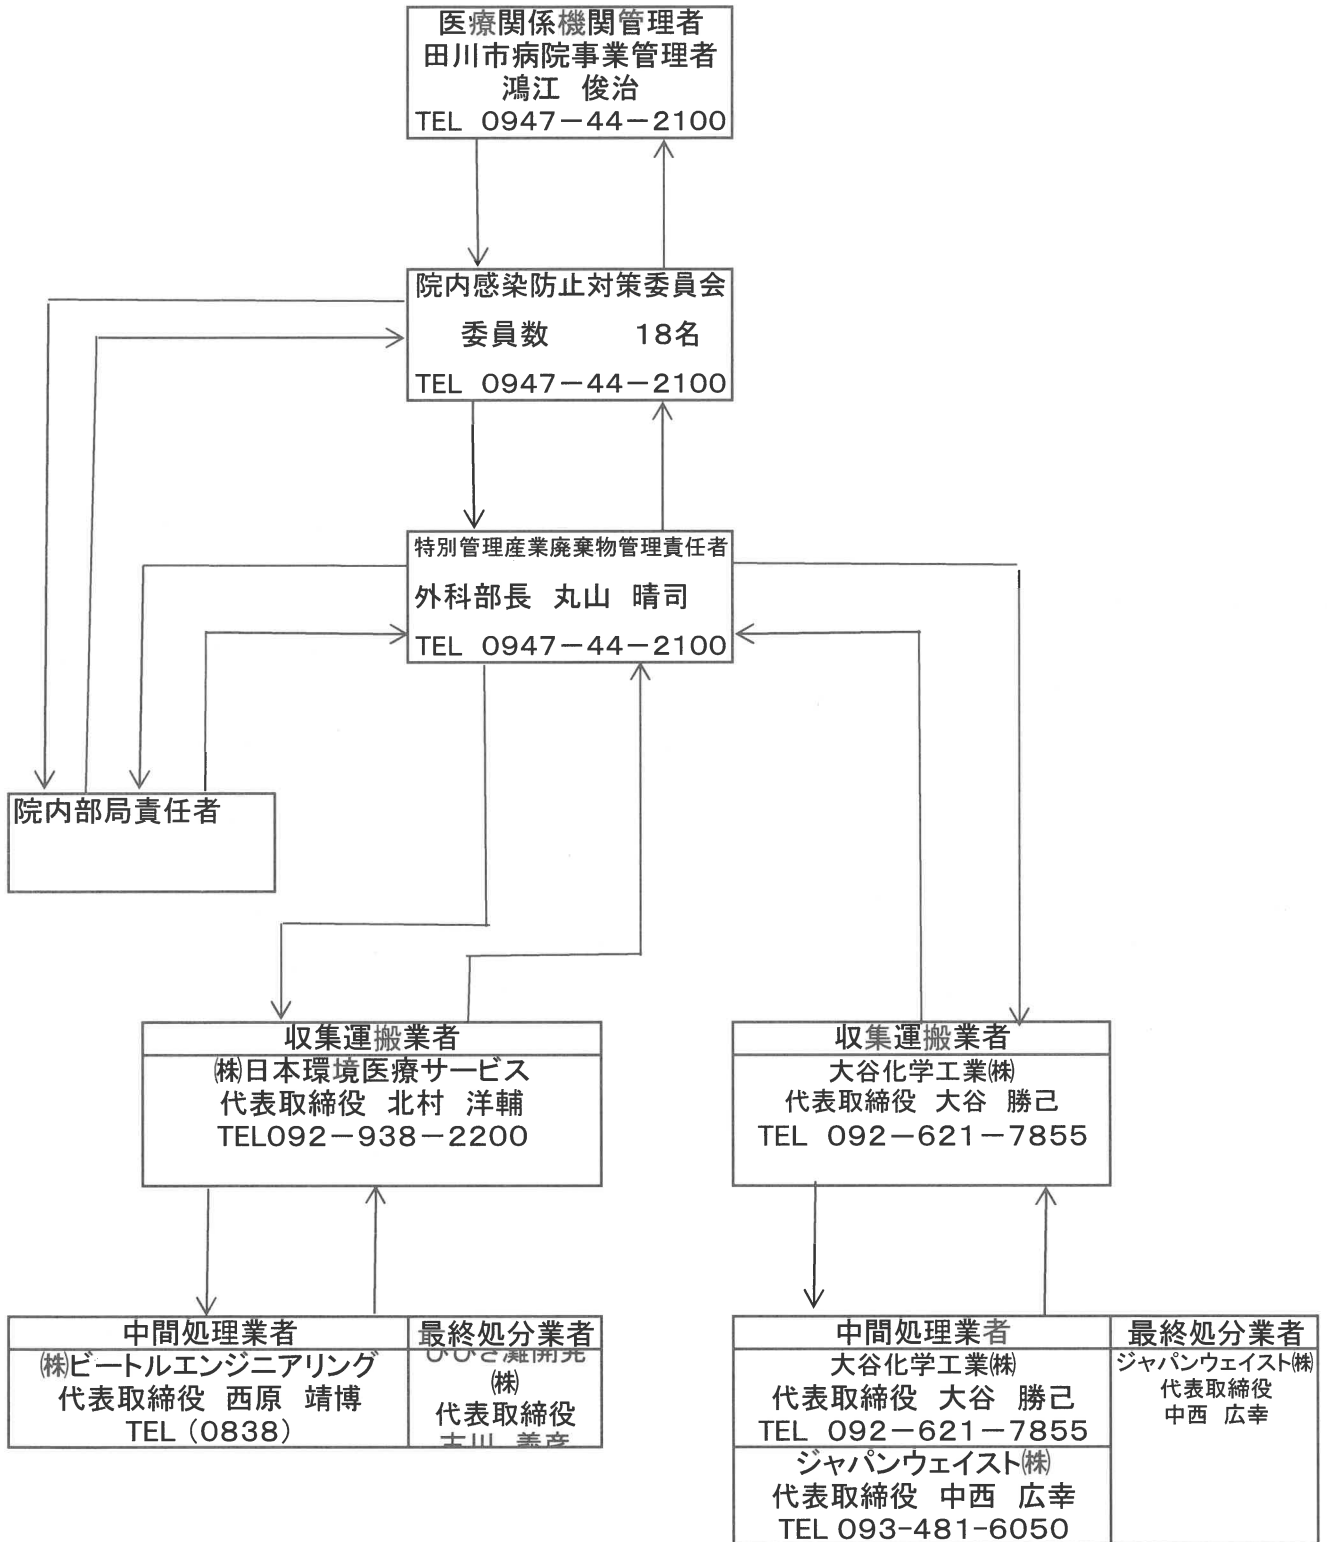 医療関係機関管理者
田川市病院事業管理者
鴻江 俊治
TEL 0947－44－2100
院内感染防止対策委員会
委員数 18名
TEL 0947－44－2100
特別管理産業廃棄物管理責任者
外科部長 丸山 晴司
TEL 0947－44－2100
院内部局責任者
収集運搬業者
㈱日本環境医療サービス
代表取締役 北村 洋輔
TEL092－938－2200
収集運搬業者
大谷化学工業㈱
代表取締役 大谷 勝己
TEL 092－621－7855
中間処理業者
㈱ビートルエンジニアリング
代表取締役 西原 靖博
TEL（0838）
最終処分業者
ひびき灘開発
㈱
代表取締役
古川 義彦
中間処理業者
大谷化学工業㈱
代表取締役 大谷 勝己
TEL 092－621－7855
ジャパンウェイスト㈱
代表取締役 中西 広幸
TEL 093-481-6050
最終処分業者
ジャパンウェイスト㈱
代表取締役
中西 広幸